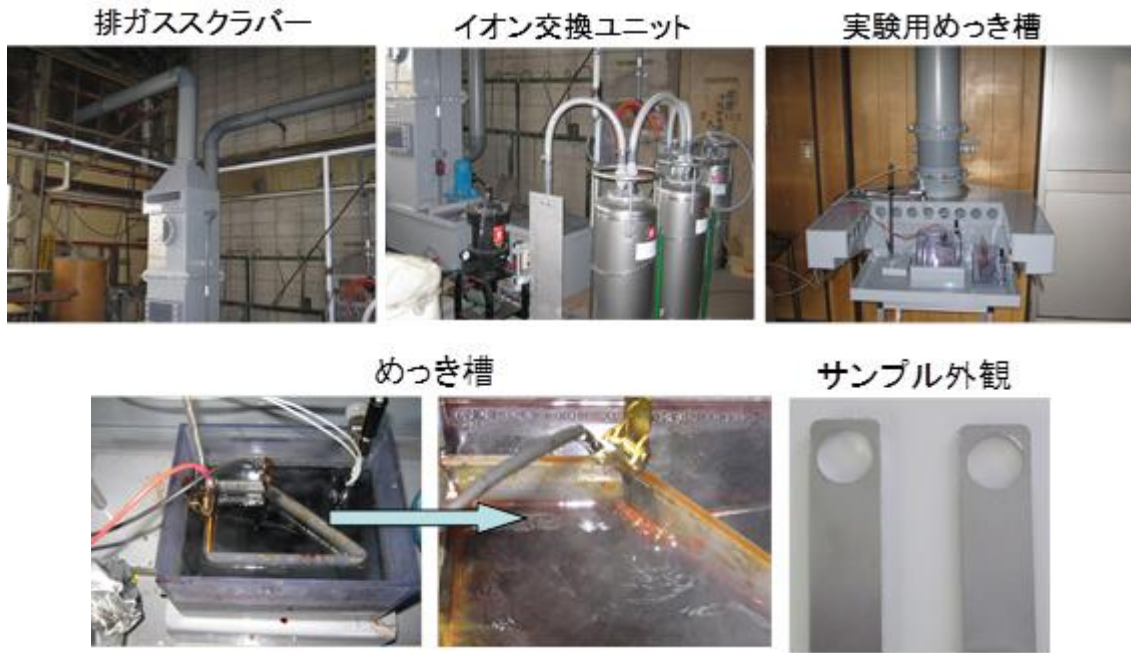 排ガススクラバー
イオン交換ユニット
実験用めっき槽
めっき槽
サンプル外観